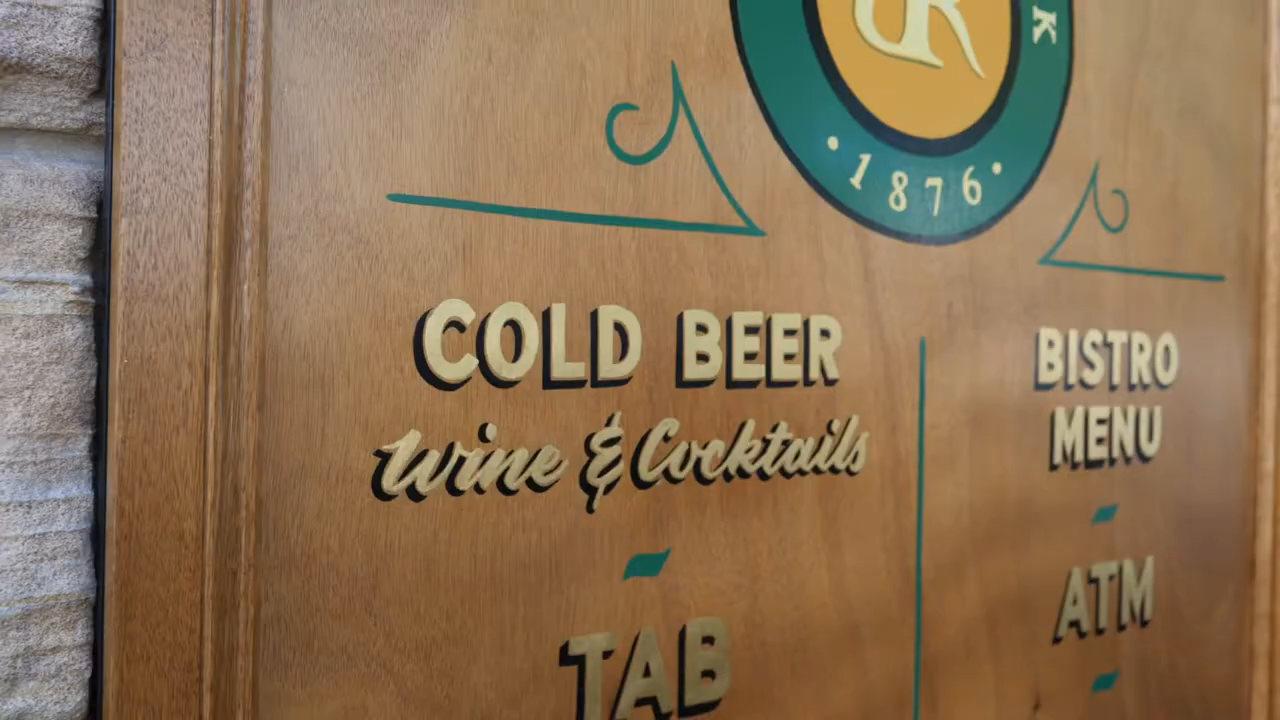 R
K
· 1876 ·
COLD BEER
Wine & Cocktails
TAB
BISTRO
MENU
ATM